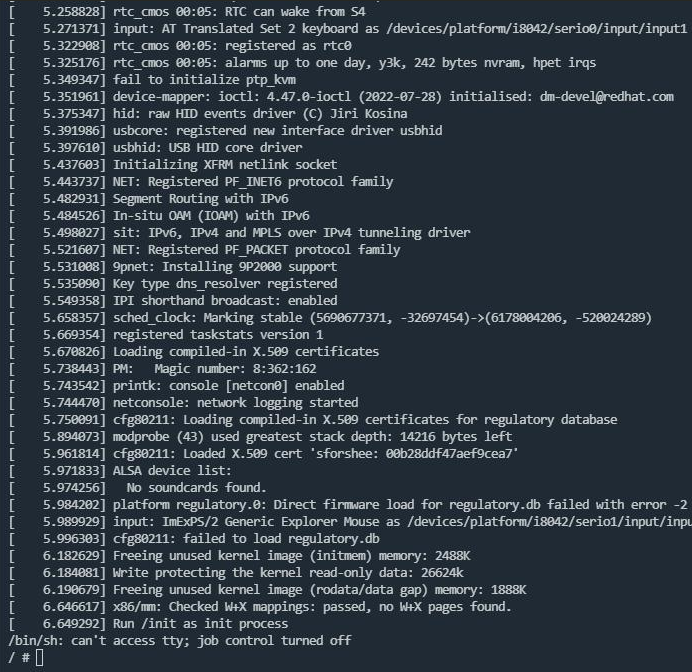 [    5.258828] rtc_cmos 00:05: RTC can wake from S4
[    5.271371] input: AT Translated Set 2 keyboard as /devices/platform/i8042/serio0/input/input1
[    5.322908] rtc_cmos 00:05: registered as rtc0
[    5.325176] rtc_cmos 00:05: alarms up to one day, y3k, 242 bytes nvram, hpet irqs
[    5.349347] fail to initialize ptp_kvm
[    5.351961] device-mapper: ioctl: 4.47.0-ioctl (2022-07-28) initialised: dm-devel@redhat.com
[    5.375347] hid: raw HID events driver (C) Jiri Kosina
[    5.391986] usbcore: registered new interface driver usbhid
[    5.397610] usbhid: USB HID core driver
[    5.437603] Initializing XFRM netlink socket
[    5.443737] NET: Registered PF_INET6 protocol family
[    5.482931] Segment Routing with IPv6
[    5.484526] In-situ OAM (IOAM) with IPv6
[    5.498027] sit: IPv6, IPv4 and MPLS over IPv4 tunneling driver
[    5.521607] NET: Registered PF_PACKET protocol family
[    5.531008] 9pnet: Installing 9P2000 support
[    5.535090] Key type dns_resolver registered
[    5.549358] IPI shorthand broadcast: enabled
[    5.658357] sched_clock: Marking stable (5690677371, -32697454)->(6178004206, -520024289)
[    5.669354] registered taskstats version 1
[    5.670826] Loading compiled-in X.509 certificates
[    5.738443] PM:   Magic number: 8:362:162
[    5.743542] printk: console [netcon0] enabled
[    5.744470] netconsole: network logging started
[    5.750091] cfg80211: Loading compiled-in X.509 certificates for regulatory database
[    5.894073] modprobe (43) used greatest stack depth: 14216 bytes left
[    5.961814] cfg80211: Loaded X.509 cert 'sforshee: 00b28ddf47aef9cea7'
[    5.971833] ALSA device list:
[    5.974256]   No soundcards found.
[    5.984202] platform regulatory.0: Direct firmware load for regulatory.db failed with error -2
[    5.989929] input: ImExPS/2 Generic Explorer Mouse as /devices/platform/i8042/serio1/input/inpu
[    5.996303] cfg80211: failed to load regulatory.db
[    6.182629] Freeing unused kernel image (initmem) memory: 2488K
[    6.184081] Write protecting the kernel read-only data: 26624k
[    6.190679] Freeing unused kernel image (rodata/data gap) memory: 1888K
[    6.646617] x86/mm: Checked W+X mappings: passed, no W+X pages found.
[    6.649292] Run /init as init process
/bin/sh: can't access tty; job control turned off
/ #